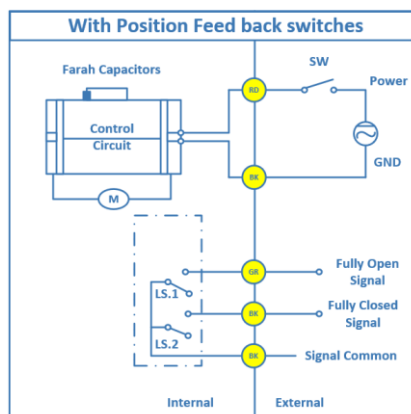 With Position Feed back switches
Farah Capacitors
SW
RD
Power
Control
Circuit
GND
BK
M
GR
Fully Open
Signal
LS.1
BK
Fully Closed
Signal
LS.2
BK
Signal Common
Internal
External